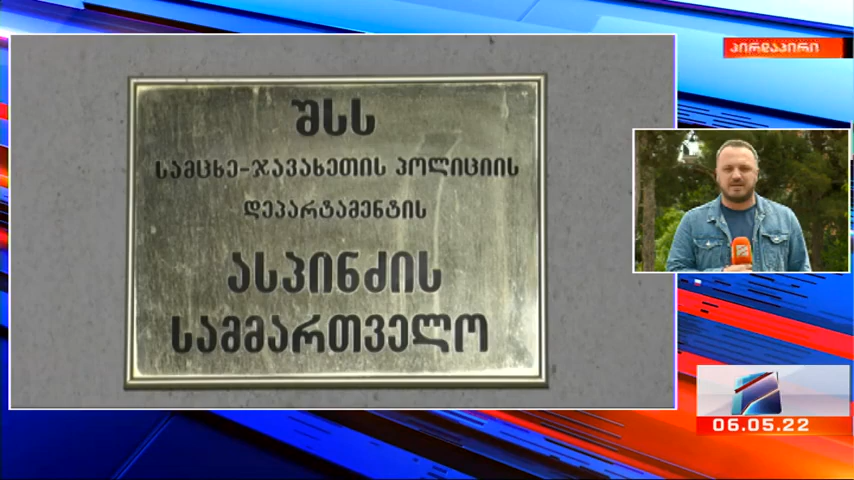 პირდაპირი
შსს
სამცხე-ჯავახეთის პოლიციის
დეპარტამენტის
ასპინძის
სამმართველო
06.05.22